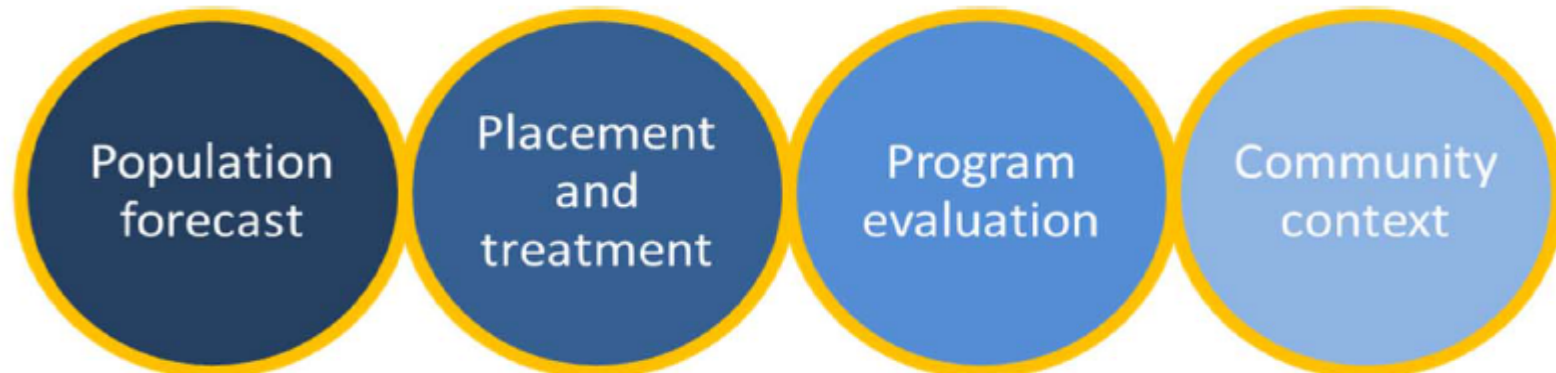 Population
forecast
Placement
and
treatment
Program
evaluation
Community
context